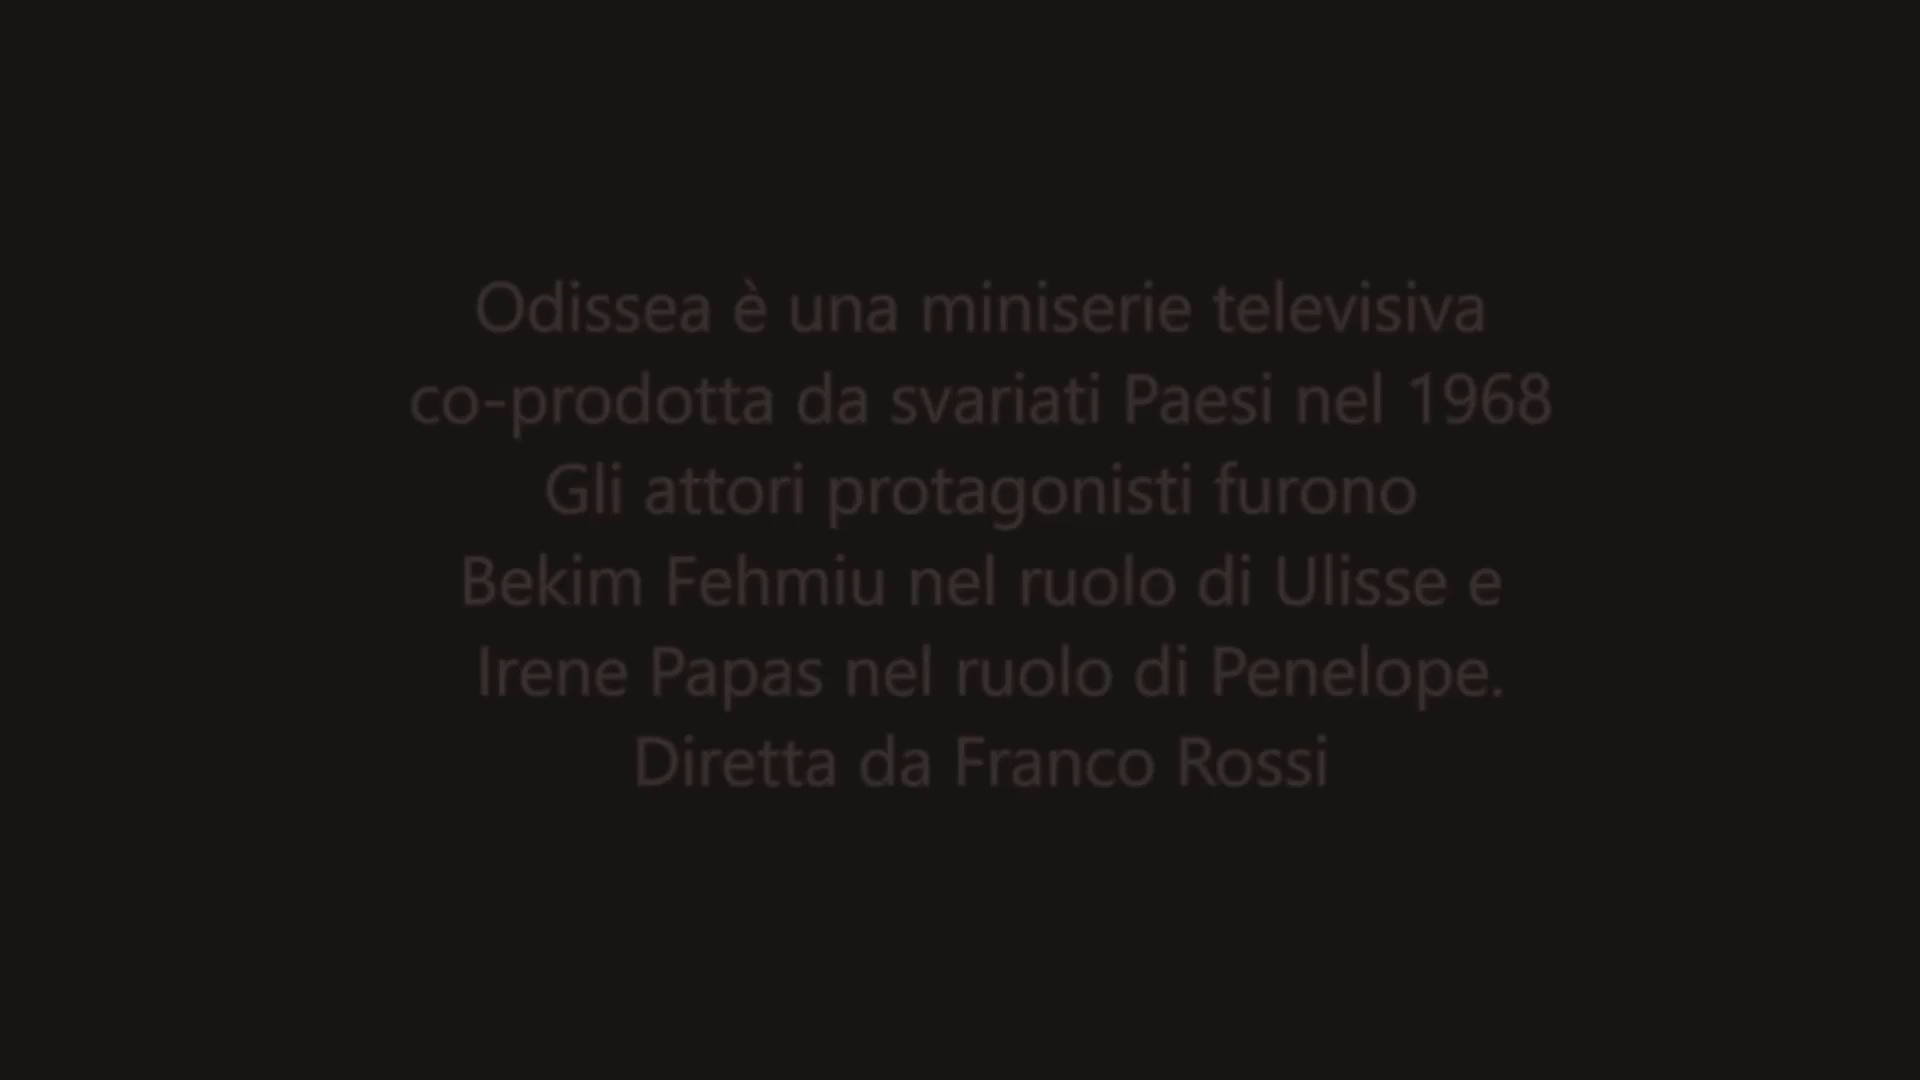 Odissea è una miniserie televisiva
co-prodotta da svariati Paesi nel 1968
Gli attori protagonisti furono
Bekim Fehmiu nel ruolo di Ulisse e
Irene Papas nel ruolo di Penelope.
Diretta da Franco Rossi